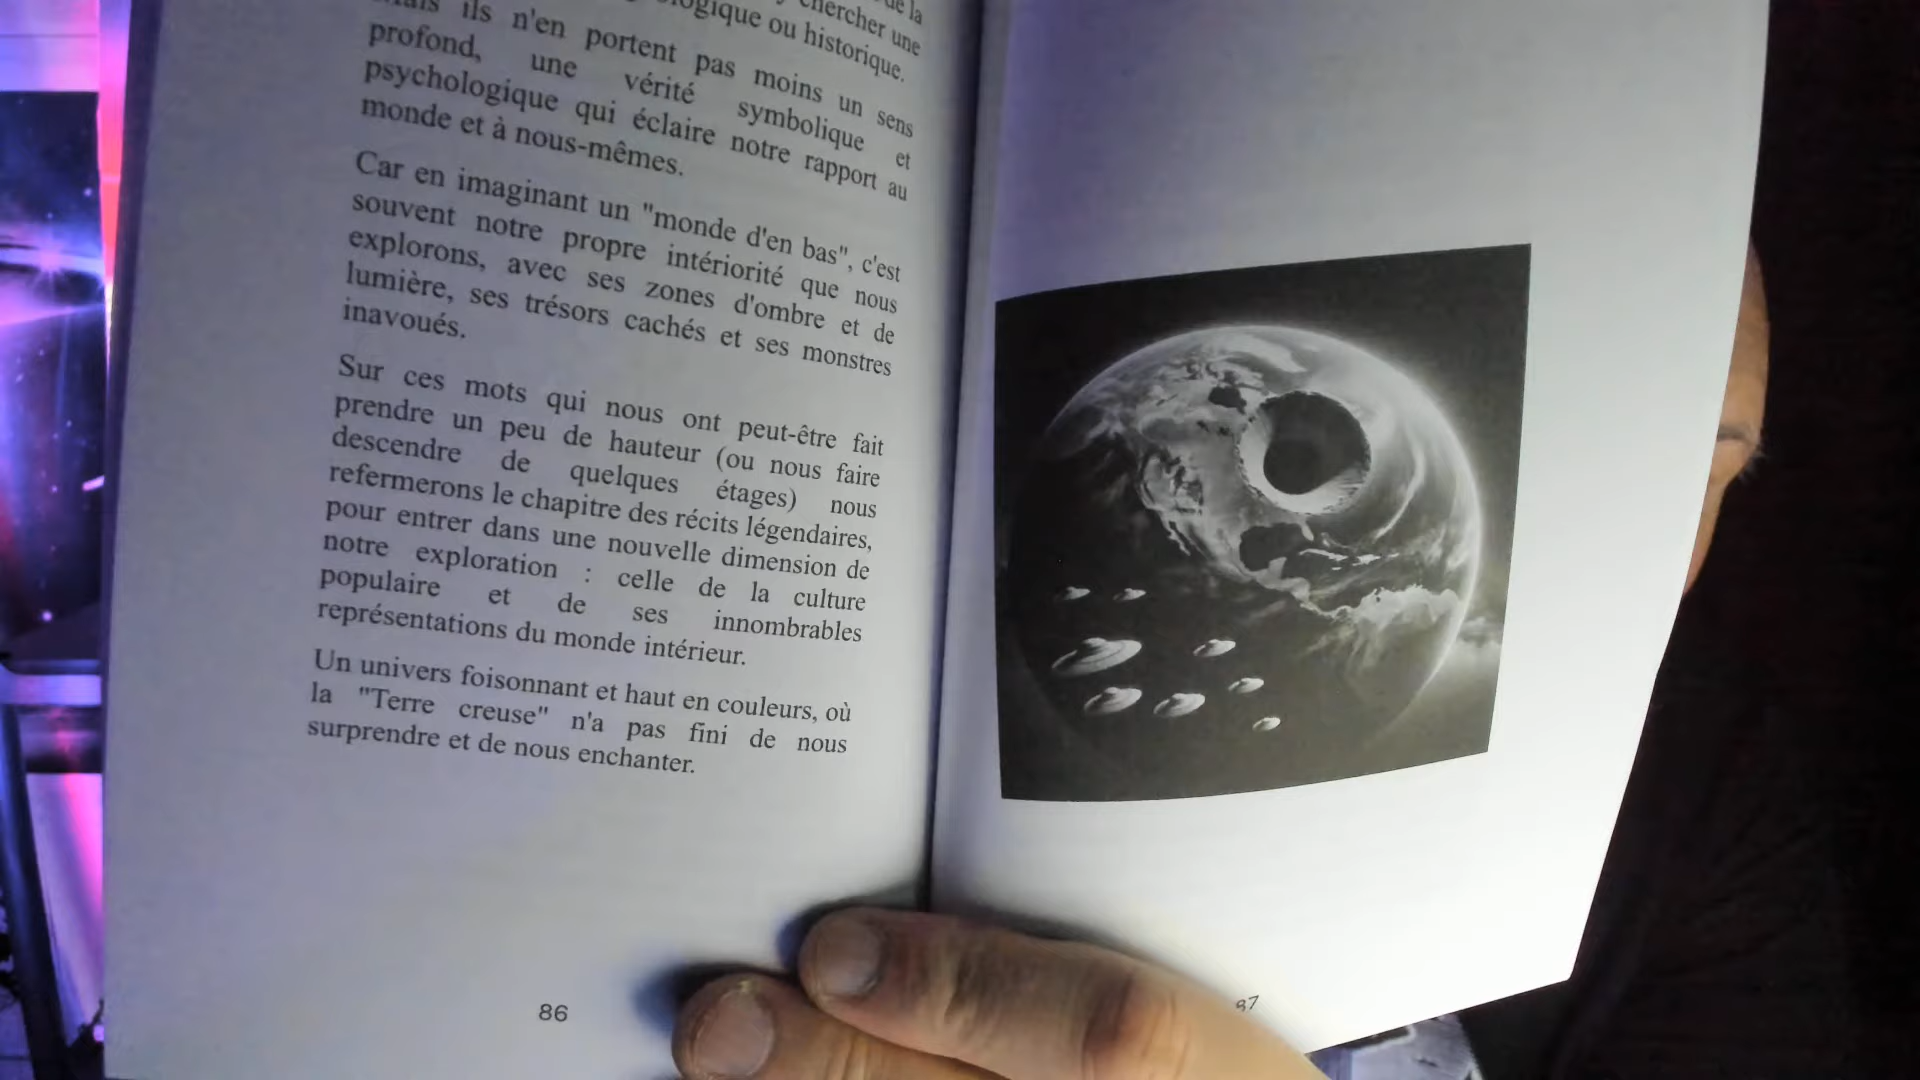 de la
chercher une
ogique ou historique.
Mais ils n'en portent pas moins un sens
profond, une vérité symbolique et
psychologique qui éclaire notre rapport au
monde et à nous-mêmes.
Car en imaginant un "monde d'en bas", c'est
souvent notre propre intériorité que nous
explorons, avec ses zones d'ombre et de
lumière, ses trésors cachés et ses monstres
inavoués.
Sur ces mots qui nous ont peut-être fait
prendre un peu de hauteur (ou nous faire
descendre de quelques étages) nous
refermerons le chapitre des récits légendaires,
pour entrer dans une nouvelle dimension de
notre exploration : celle de la culture
populaire et de ses innombrables
représentations du monde intérieur.
Un univers foisonnant et haut en couleurs, où
la "Terre creuse" n'a pas fini de nous
surprendre et de nous enchanter.
86
87